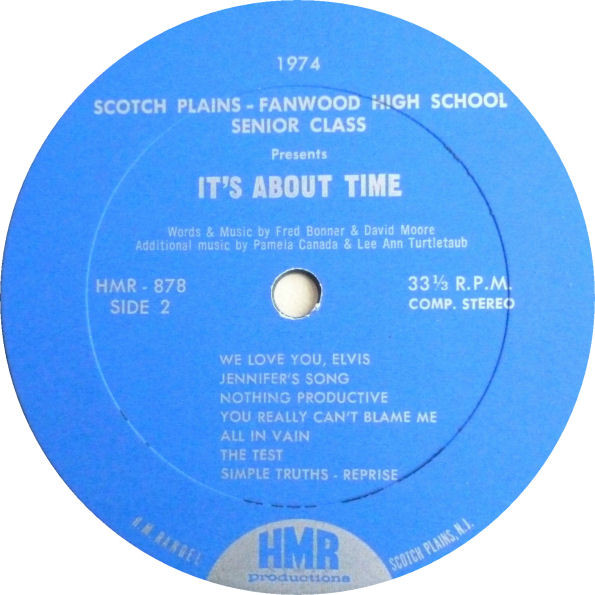 1974
SCOTCH PLAINS - FANWOOD HIGH SCHOOL
SENIOR CLASS
Presents
IT'S ABOUT TIME
Words & Music by Fred Bonner & David Moore
Additional music by Pamela Canada & Lee Ann Turtletaub
HMR - 878
SIDE 2
33 ⅓ R.P.M.
COMP. STEREO
WE LOVE YOU, ELVIS
JENNIFER'S SONG
NOTHING PRODUCTIVE
YOU REALLY CAN'T BLAME ME
ALL IN VAIN
THE TEST
SIMPLE TRUTHS - REPRISE
H.M. RANDEL
HMR
productions
SCOTCH PLAINS, N.J.